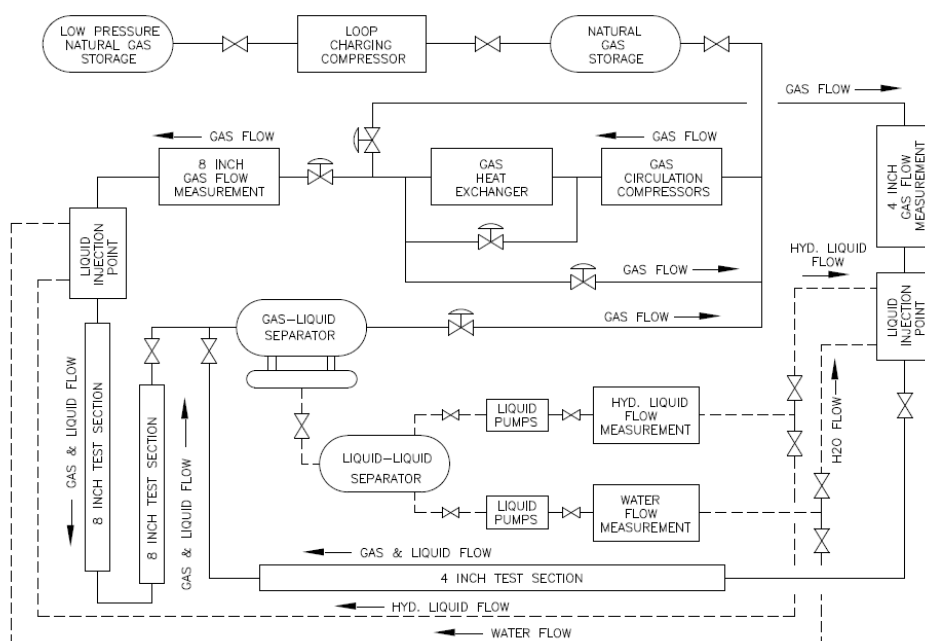 LOW PRESSURE
NATURAL GAS
STORAGE
LOOP
CHARGING
COMPRESSOR
NATURAL
GAS
STORAGE
GAS FLOW
GAS FLOW
8 INCH
GAS FLOW
MEASUREMENT
GAS
HEAT
EXCHANGER
GAS FLOW
GAS
CIRCULATION
COMPRESSORS
4 INCH
GAS FLOW
MEASUREMENT
LIQUID
INJECTION
POINT
HYD. LIQUID
FLOW
GAS FLOW
LIQUID
INJECTION
POINT
GAS-LIQUID
SEPARATOR
GAS FLOW
GAS & LIQUID FLOW
8 INCH TEST SECTION
8 INCH TEST SECTION
GAS & LIQUID FLOW
LIQUID
PUMPS
HYD. LIQUID
FLOW
MEASUREMENT
H2O FLOW
LIQUID-LIQUID
SEPARATOR
LIQUID
PUMPS
WATER
FLOW
MEASUREMENT
GAS & LIQUID FLOW
4 INCH TEST SECTION
HYD. LIQUID FLOW
WATER FLOW